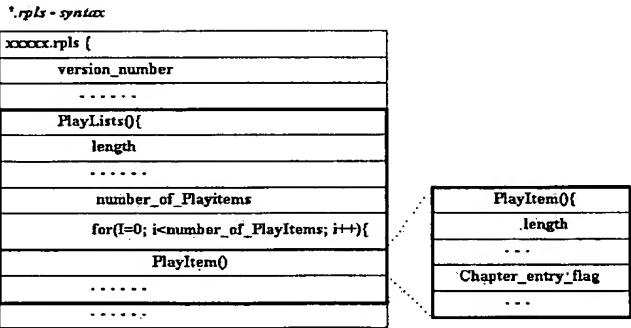 *.rpls - syntax
xxxxx.rpls {
version_number
......
PlayLists(){
length
......
number_of_Playitems
for(I=0; i<number_of_PlayItems; i++){
PlayItem()
......
......
PlayItem(){
length
...
Chapter_entry_flag
...